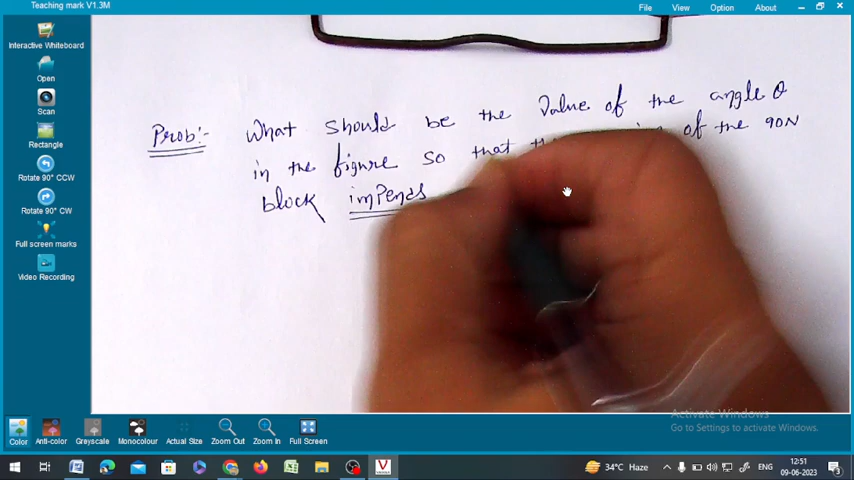 Teaching mark V1.3M
File View Option About
Interactive Whiteboard
Open
Scan
Rectangle
Rotate 90° CCW
Rotate 90° CW
Full screen marks
Video Recording
Prob:- What should be the value of the angle θ
in the figure so that of the 90N
block impends
Activate Windows
Go to Settings to activate Windows.
Color Anti-color Greyscale Monocolour Actual Size Zoom Out Zoom In Full Screen
34°C Haze ENG 12:51 09-06-2023